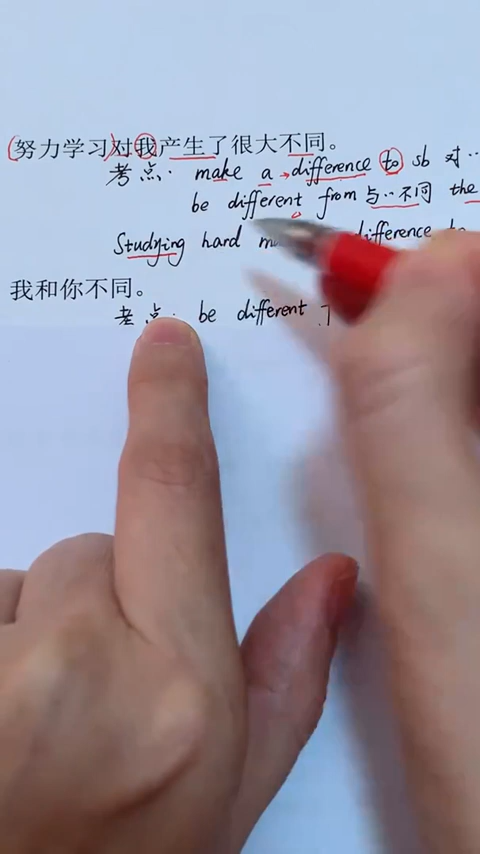 努力学习对我产生了很大不同。
考点: make a difference to sb 对…
be different from 与…不同 the
Studying hard difference to
我和你不同。
考点: be different